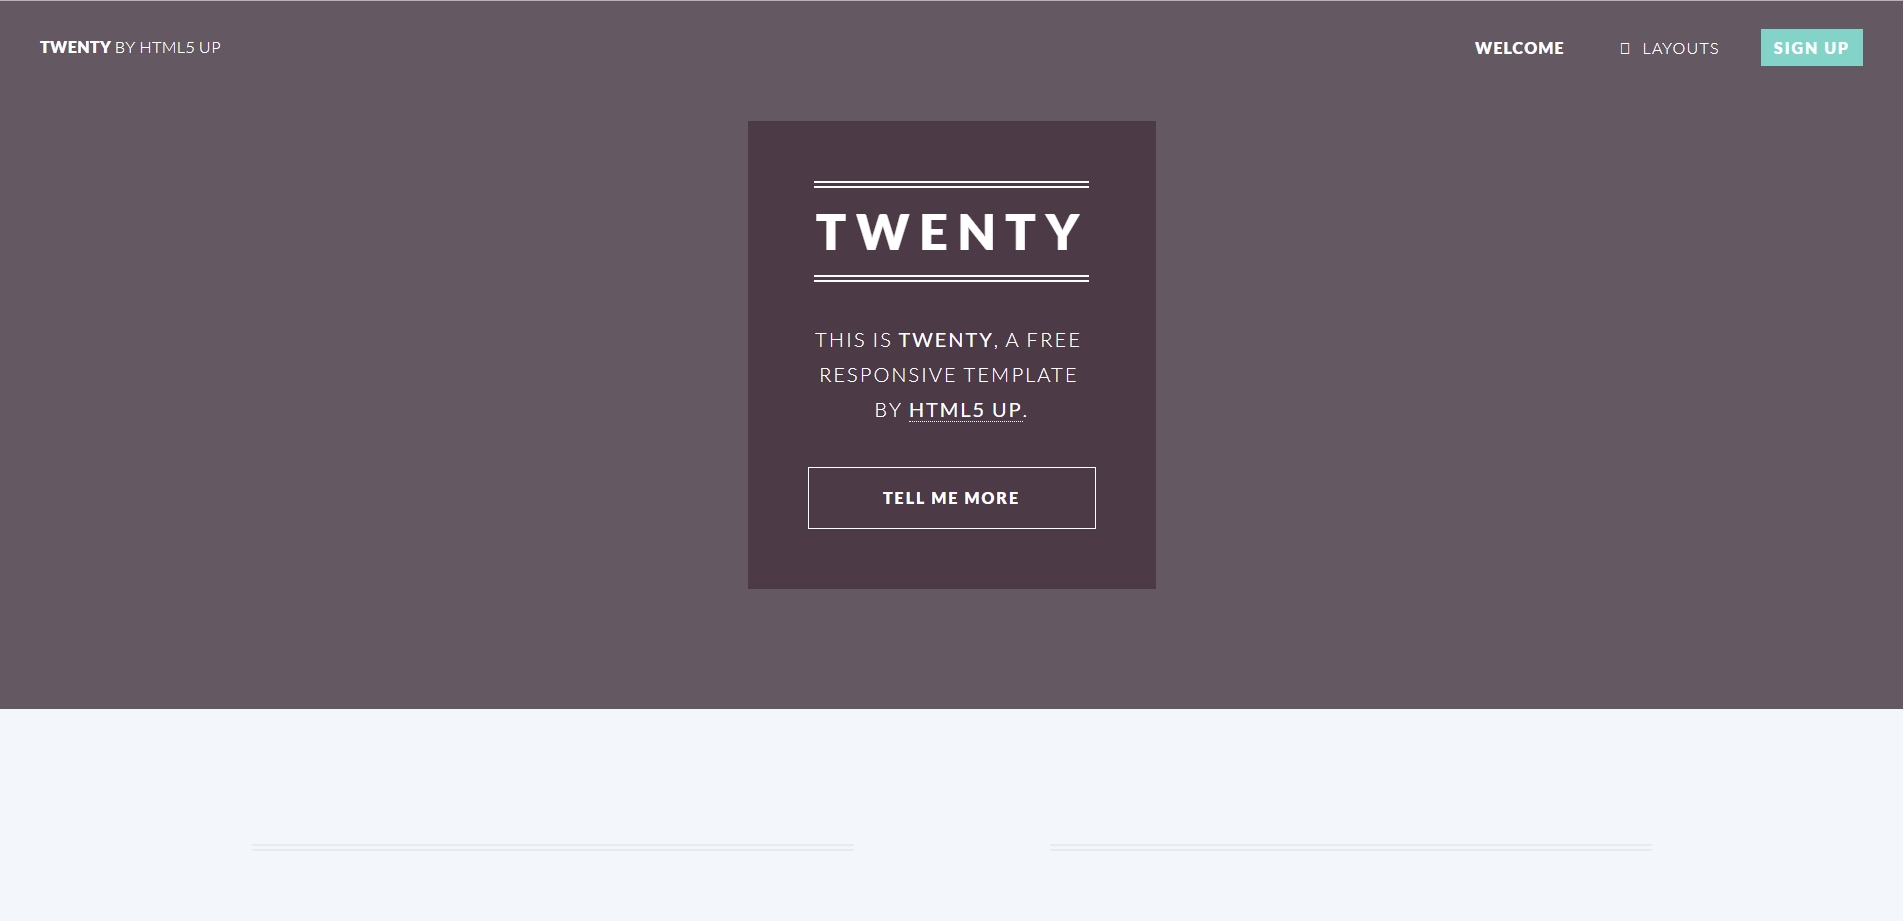 TWENTY BY HTML5 UP
WELCOME
LAYOUTS
SIGN UP
TWENTY
THIS IS TWENTY, A FREE
RESPONSIVE TEMPLATE
BY HTML5 UP.
TELL ME MORE